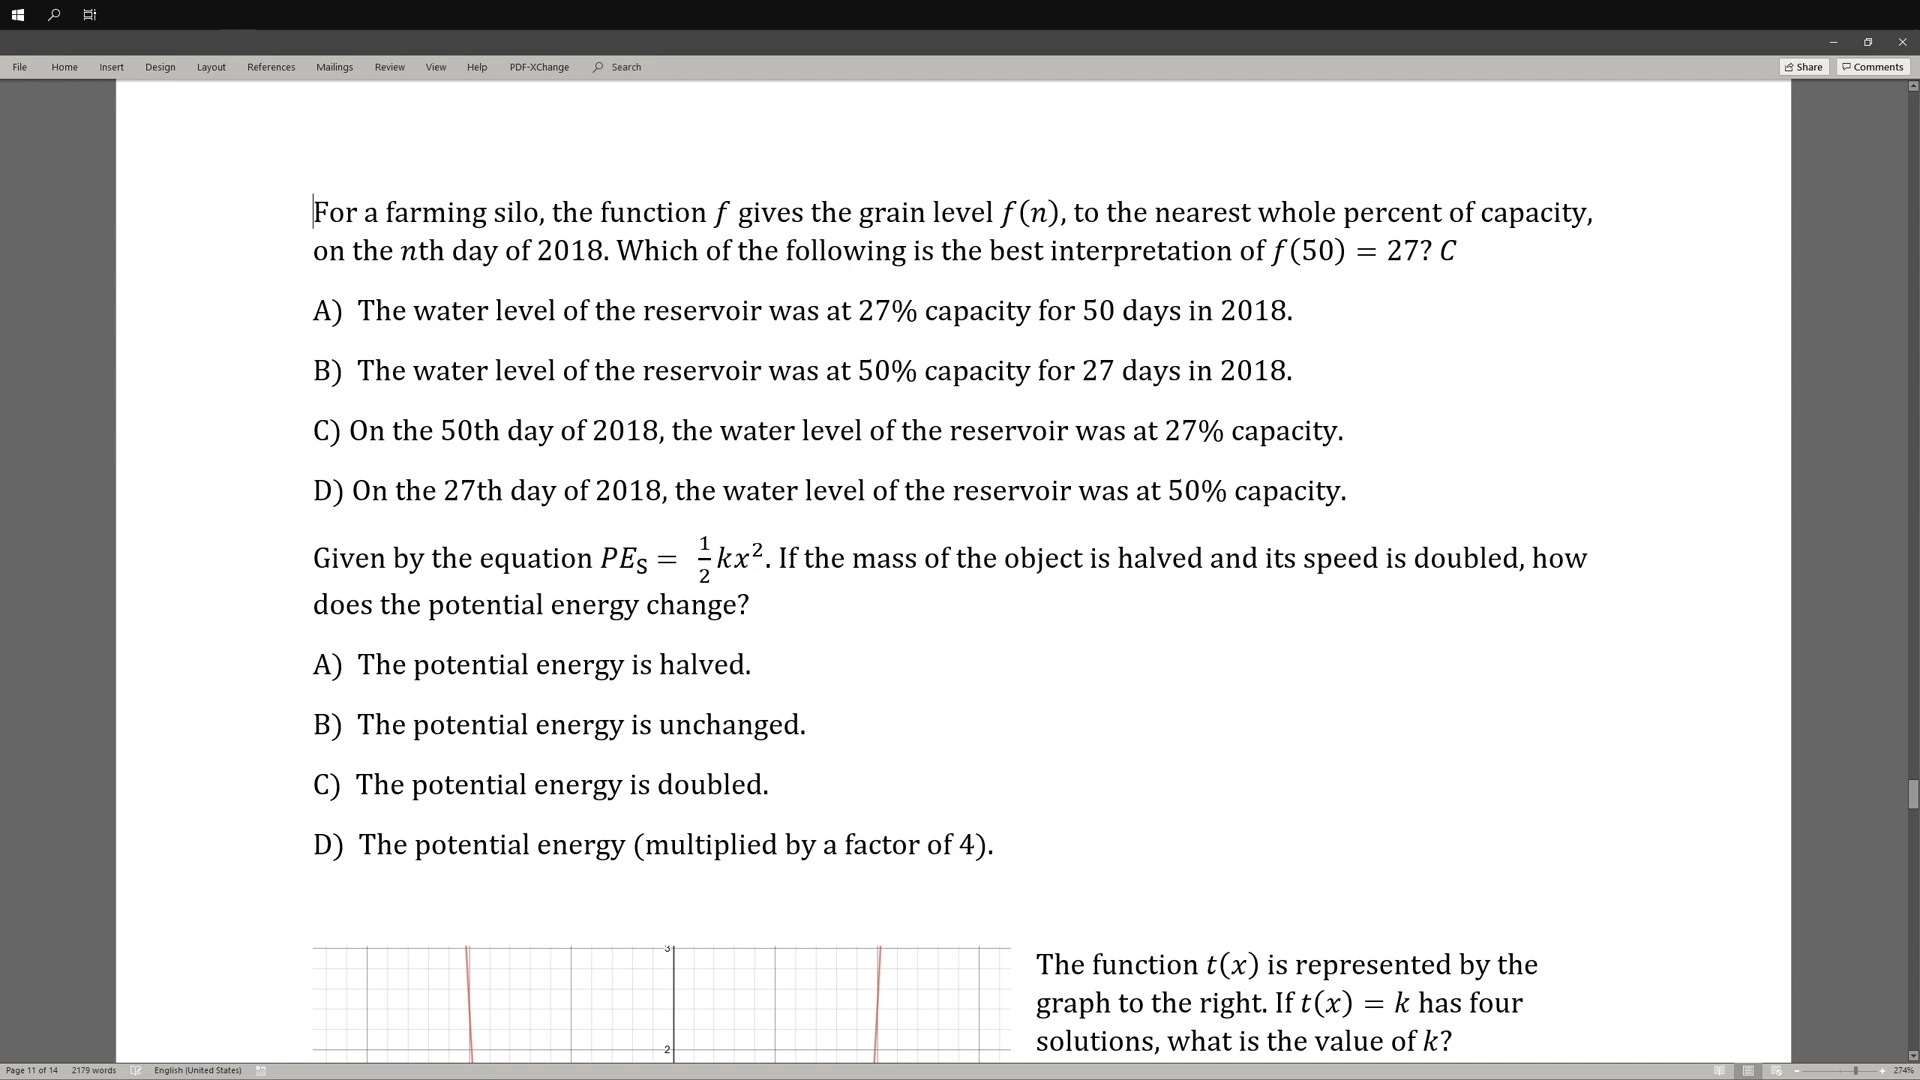 File Home Insert Design Layout References Mailings Review View Help PDF-XChange Search Share Comments
For a farming silo, the function f gives the grain level f(n), to the nearest whole percent of capacity,
on the nth day of 2018. Which of the following is the best interpretation of f(50) = 27? C
A) The water level of the reservoir was at 27% capacity for 50 days in 2018.
B) The water level of the reservoir was at 50% capacity for 27 days in 2018.
C) On the 50th day of 2018, the water level of the reservoir was at 27% capacity.
D) On the 27th day of 2018, the water level of the reservoir was at 50% capacity.
Given by the equation PE_S = 1/2 kx². If the mass of the object is halved and its speed is doubled, how
does the potential energy change?
A) The potential energy is halved.
B) The potential energy is unchanged.
C) The potential energy is doubled.
D) The potential energy (multiplied by a factor of 4).
3
The function t(x) is represented by the
graph to the right. If t(x) = k has four
2
solutions, what is the value of k?
Page 11 of 14 2179 words English (United States) 274%